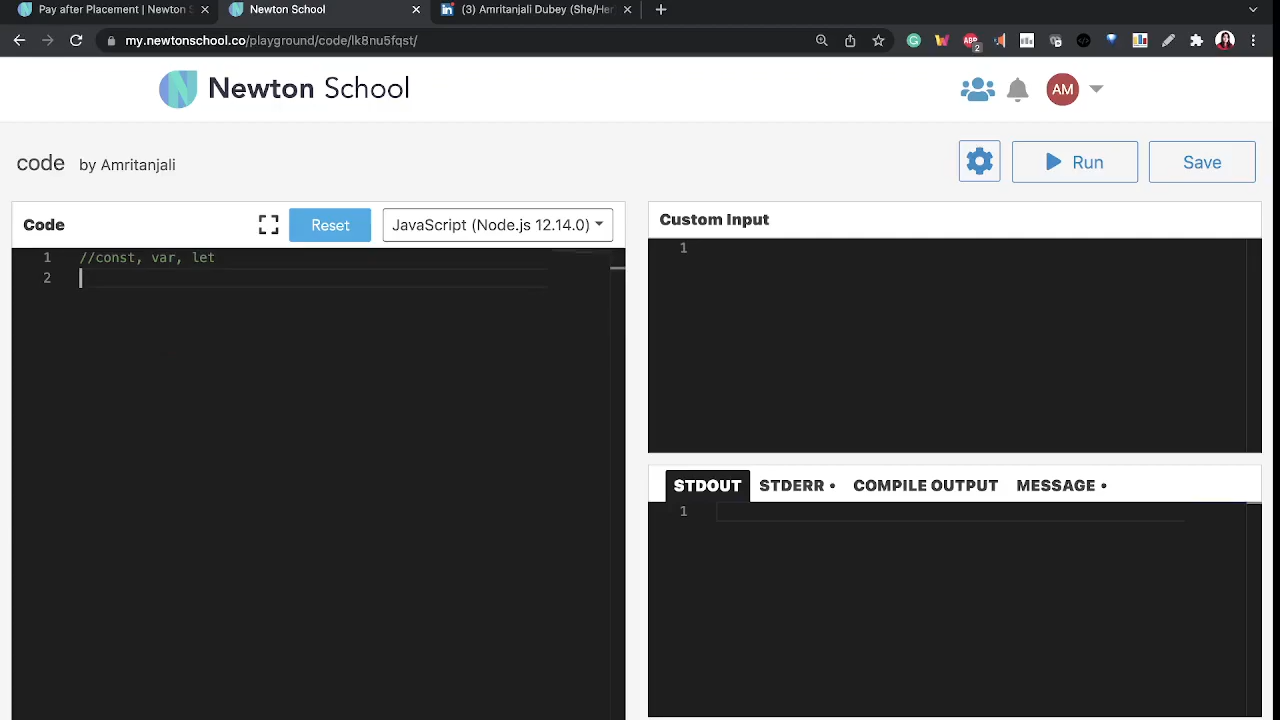 Pay after Placement | Newton S
Newton School
(3) Amritanjali Dubey (She/Her
my.newtonschool.co/playground/code/lk8nu5fqst/
ABP
2
Newton School
AM
code by Amritanjali
Run
Save
Code
Reset
JavaScript (Node.js 12.14.0)
1 //const, var, let
2
Custom Input
1
STDOUT STDERR • COMPILE OUTPUT MESSAGE •
1